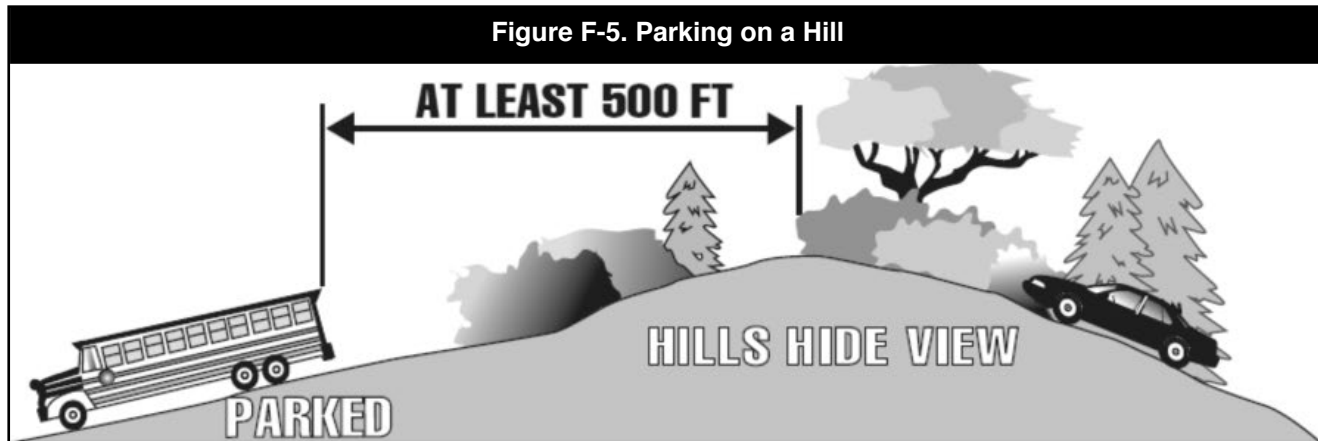 Figure F-5. Parking on a Hill
AT LEAST 500 FT
HILLS HIDE VIEW
PARKED